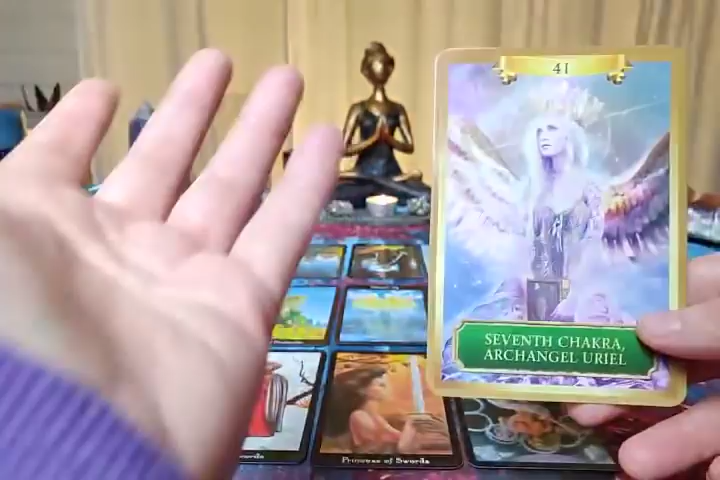 41
SEVENTH CHAKRA,
ARCHANGEL URIEL
Princess of Swords